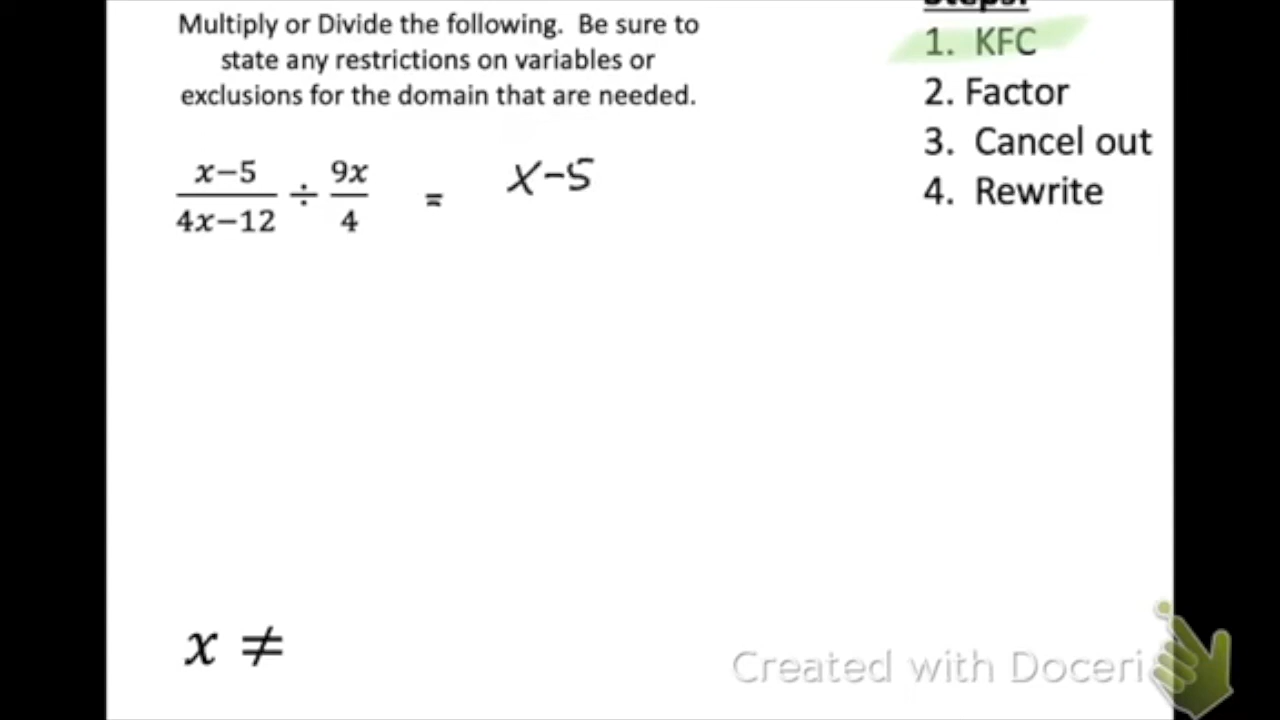 Multiply or Divide the following. Be sure to
state any restrictions on variables or
exclusions for the domain that are needed.
Steps:
1. KFC
2. Factor
3. Cancel out
4. Rewrite
x−5 / 4x−12 ÷ 9x / 4 = x-5
x ≠
Created with Doceri